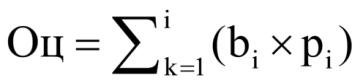 Оц = ∑ᵢₖ₌₁(bᵢ × pᵢ)